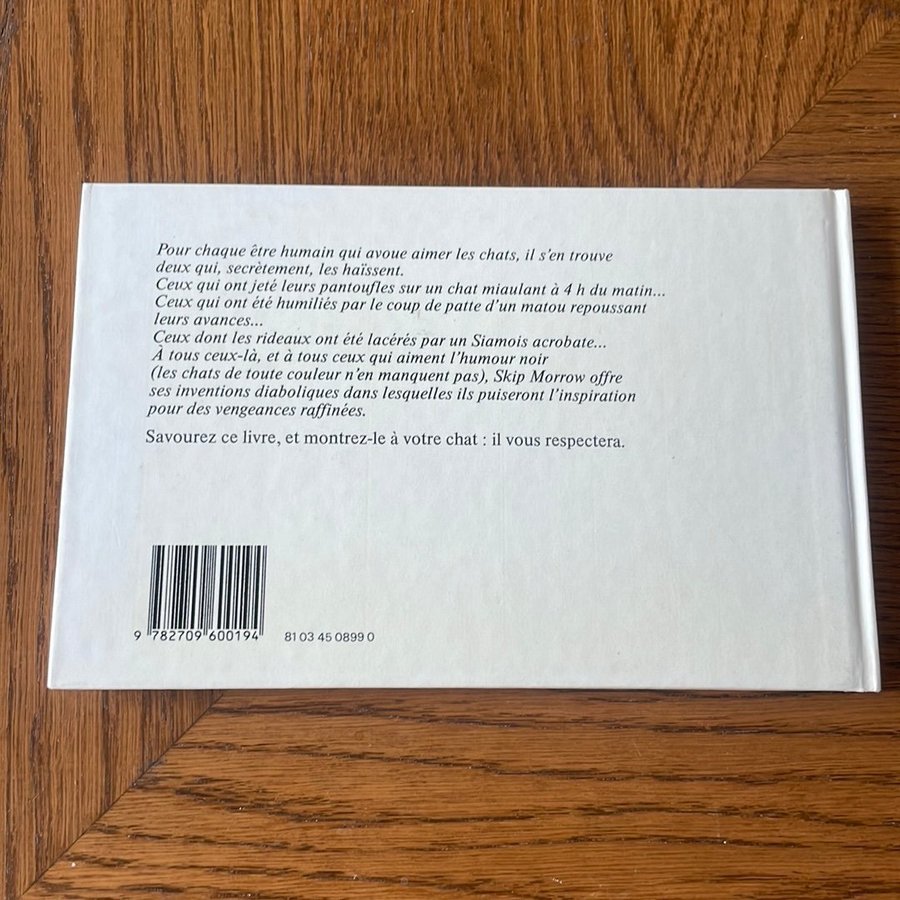 Pour chaque être humain qui avoue aimer les chats, il s'en trouve
deux qui, secrètement, les haïssent.
Ceux qui ont jeté leurs pantoufles sur un chat miaulant à 4 h du matin...
Ceux qui ont été humiliés par le coup de patte d'un matou repoussant
leurs avances...
Ceux dont les rideaux ont été lacérés par un Siamois acrobate...
À tous ceux-là, et à tous ceux qui aiment l'humour noir
(les chats de toute couleur n'en manquent pas), Skip Morrow offre
ses inventions diaboliques dans lesquelles ils puiseront l'inspiration
pour des vengeances raffinées.
Savourez ce livre, et montrez-le à votre chat : il vous respectera.
9 782709 600194 81 03 45 0899 0